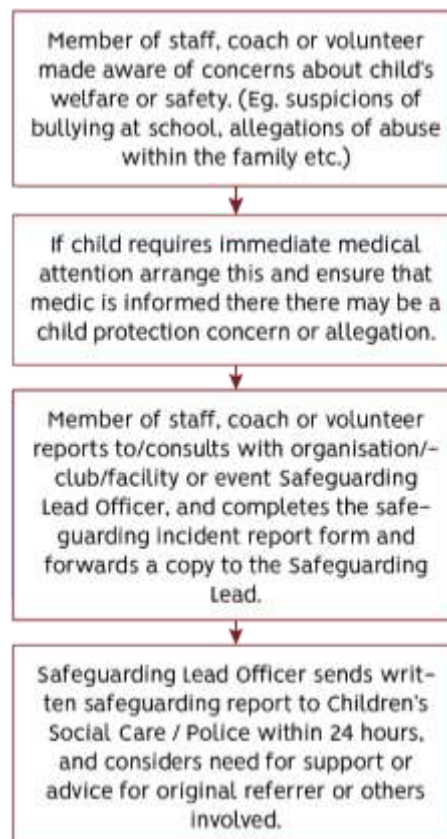 Member of staff, coach or volunteer
made aware of concerns about child's
welfare or safety. (Eg. suspicions of
bullying at school, allegations of abuse
within the family etc.)
If child requires immediate medical
attention arrange this and ensure that
medic is informed there there may be a
child protection concern or allegation.
Member of staff, coach or volunteer
reports to/consults with organisation/-
club/facility or event Safeguarding
Lead Officer, and completes the safe-
guarding incident report form and
forwards a copy to the Safeguarding
Lead.
Safeguarding Lead Officer sends writ-
ten safeguarding report to Children's
Social Care / Police within 24 hours,
and considers need for support or
advice for original referrer or others
involved.